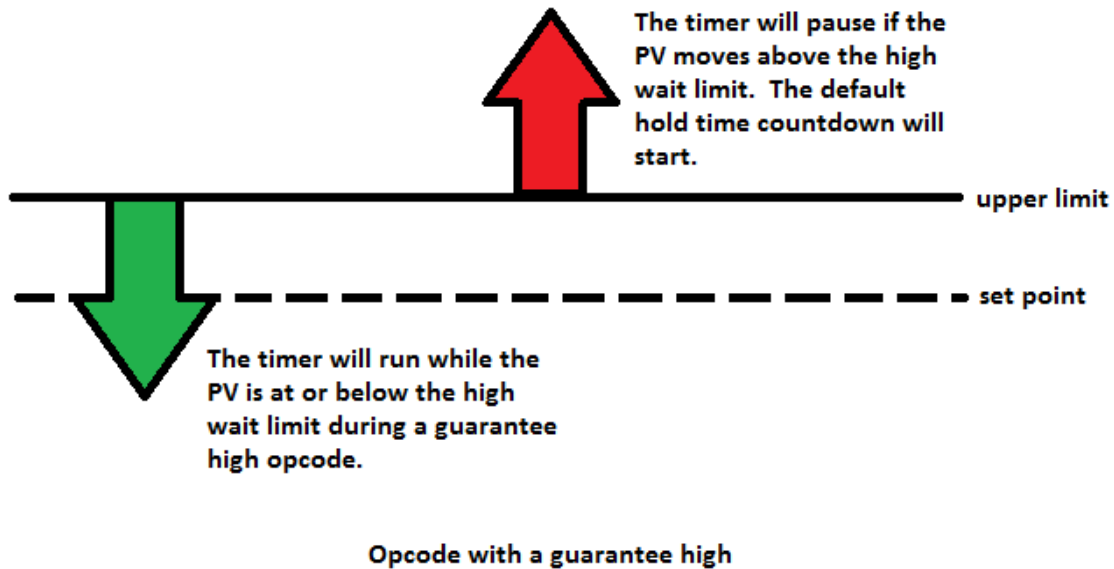 The timer will pause if the
PV moves above the high
wait limit.  The default
hold time countdown will
start.
upper limit
set point
The timer will run while the
PV is at or below the high
wait limit during a guarantee
high opcode.
Opcode with a guarantee high